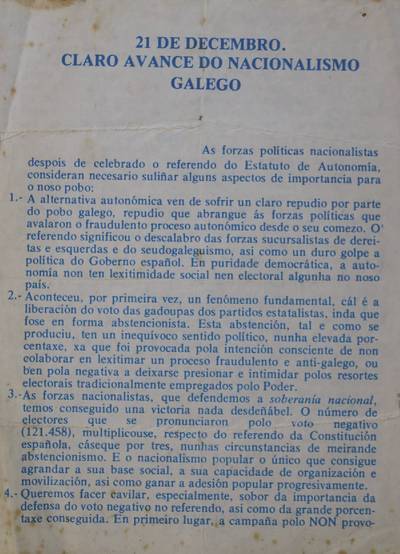 21 DE DECEMBRO.
CLARO AVANCE DO NACIONALISMO
GALEGO
As forzas políticas nacionalistas
despois de celebrado o referendo do Estatuto de Autonomía,
consideran necesario suliñar alguns aspectos de importancia para
o noso pobo:
1.- A alternativa autonómica ven de sofrir un claro repudio por parte
do pobo galego, repudio que abrangue ás forzas políticas que
avalaron o fraudulento proceso autonómico desde o seu comezo. O'
referendo significou o descalabro das forzas sucursalistas de derei-
tas e esquerdas e do seudogaleguismo, asi como un duro golpe a
política do Goberno español. En puridade democrática, a auto-
nomía non ten lexitimidade social nen electoral algunha no noso
país.
2.- Aconteceu, por primeira vez, un fenómeno fundamental, cál é a
liberación do voto das gadoupas dos partidos estatalistas, inda que
fose en forma abstencionista. Esta abstención, tal e como se
produciu, ten un inequívoco sentido político, nunha elevada por-
centaxe, xa que foi provocada pola intención consciente de non
colaborar en lexitimar un proceso fraudulento e anti-galego, ou
ben pola negativa a deixarse presionar e intimidar polos resortes
electorais tradicionalmente empregados polo Poder.
3.- As forzas nacionalistas, que defendemos a soberanía nacional,
temos conseguido una victoria nada desdeñábel. O número de
electores que se pronunciaron polo voto negativo
(121.458), multiplicouse, respecto do referendo da Constitución
española, cáseque por tres, nunhas circunstancias de meirande
abstencionismo. E o nacionalismo popular o único que consigue
agrandar a sua base social, a sua capacidade de organización e
movilización, asi como ganar a adesión popular progresivamente.
4.- Queremos facer cavilar, especialmente, sobor da importancia da
defensa do voto negativo no referendo, asi como da grande porcen-
taxe conseguida. En primeiro lugar, a campaña polo NON provo-